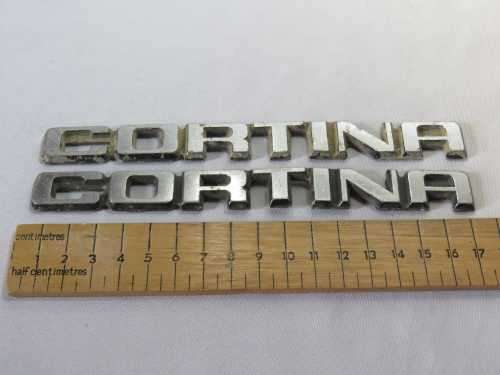 CORTINA
CORTINA
centimetres
1 2 3 4 5 6 7 8 9 10 11 12 13 14 15 16 17
half centimetres